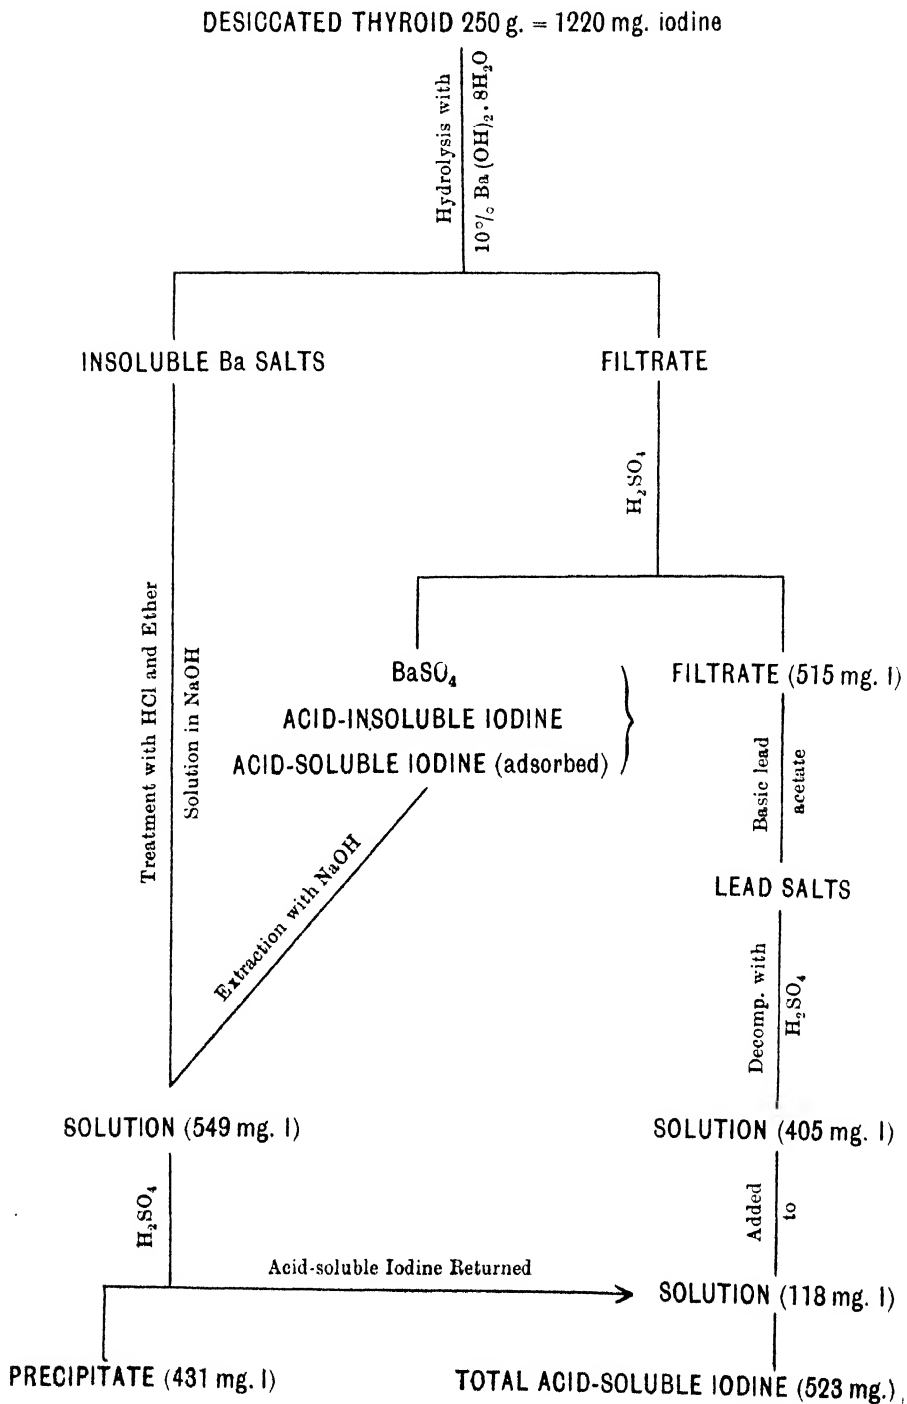 DESICCATED THYROID 250 g. = 1220 mg. iodine
Hydrolysis with
10% Ba (OH)₂ . 8H₂O
INSOLUBLE Ba SALTS
FILTRATE
H₂SO₄
Treatment with HCl and Ether
Solution in NaOH
BaSO₄
ACID-INSOLUBLE IODINE
ACID-SOLUBLE IODINE (adsorbed)
FILTRATE (515 mg. I)
Basic lead
acetate
Extraction with NaOH
LEAD SALTS
Decomp. with
H₂SO₄
SOLUTION (549 mg. I)
SOLUTION (405 mg. I)
H₂SO₄
Added
to
Acid-soluble Iodine Returned
SOLUTION (118 mg. I)
PRECIPITATE (431 mg. I)
TOTAL ACID-SOLUBLE IODINE (523 mg.)